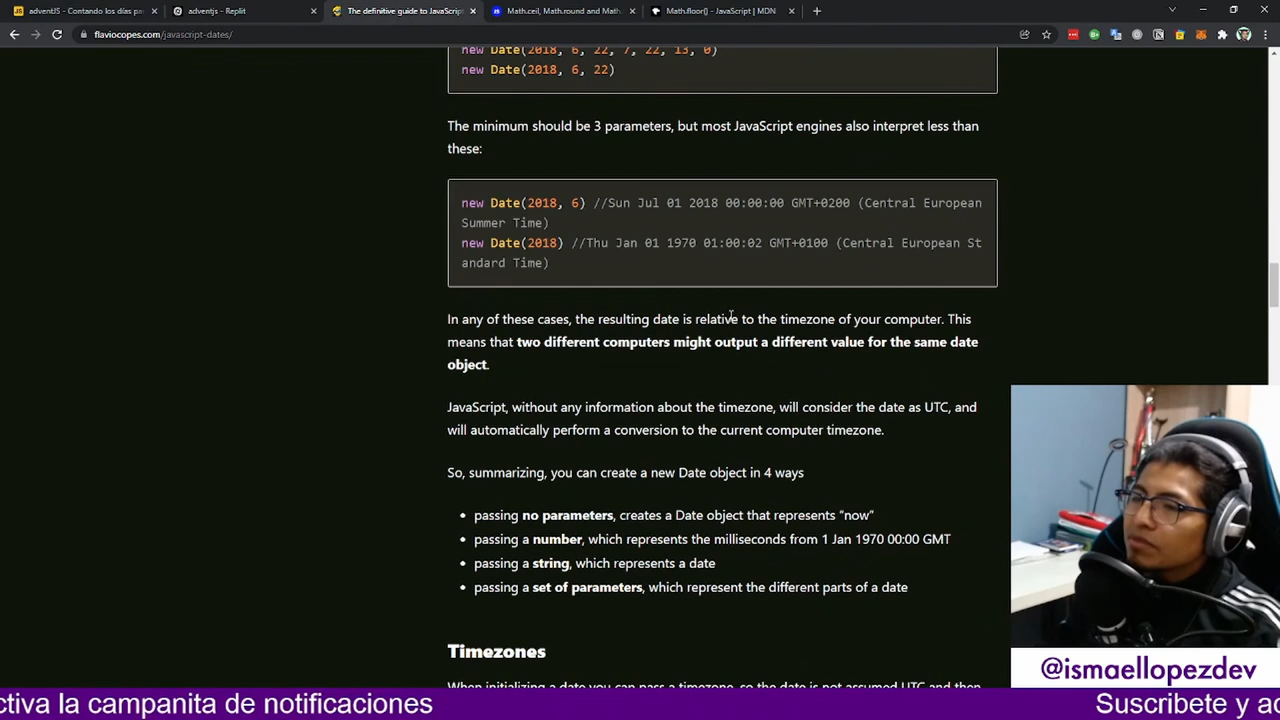 adventJS - Contando los días pa
adventjs - Replit
The definitive guide to JavaScript
Math.ceil, Math.round and Math
Math.floor() - JavaScript | MDN
flaviocopes.com/javascript-dates/
new Date(2018, 6, 22, 7, 22, 13, 0)
new Date(2018, 6, 22)
The minimum should be 3 parameters, but most JavaScript engines also interpret less than
these:
new Date(2018, 6) //Sun Jul 01 2018 00:00:00 GMT+0200 (Central European
Summer Time)
new Date(2018) //Thu Jan 01 1970 01:00:02 GMT+0100 (Central European St
andard Time)
In any of these cases, the resulting date is relative to the timezone of your computer. This
means that two different computers might output a different value for the same date
object.
JavaScript, without any information about the timezone, will consider the date as UTC, and
will automatically perform a conversion to the current computer timezone.
So, summarizing, you can create a new Date object in 4 ways
passing no parameters, creates a Date object that represents “now”
passing a number, which represents the milliseconds from 1 Jan 1970 00:00 GMT
passing a string, which represents a date
passing a set of parameters, which represent the different parts of a date
Timezones
When initializing a date you can pass a timezone, so the date is not assumed UTC and then
@ismaellopezdev
ctiva la campanita de notificaciones
Suscribete y ac